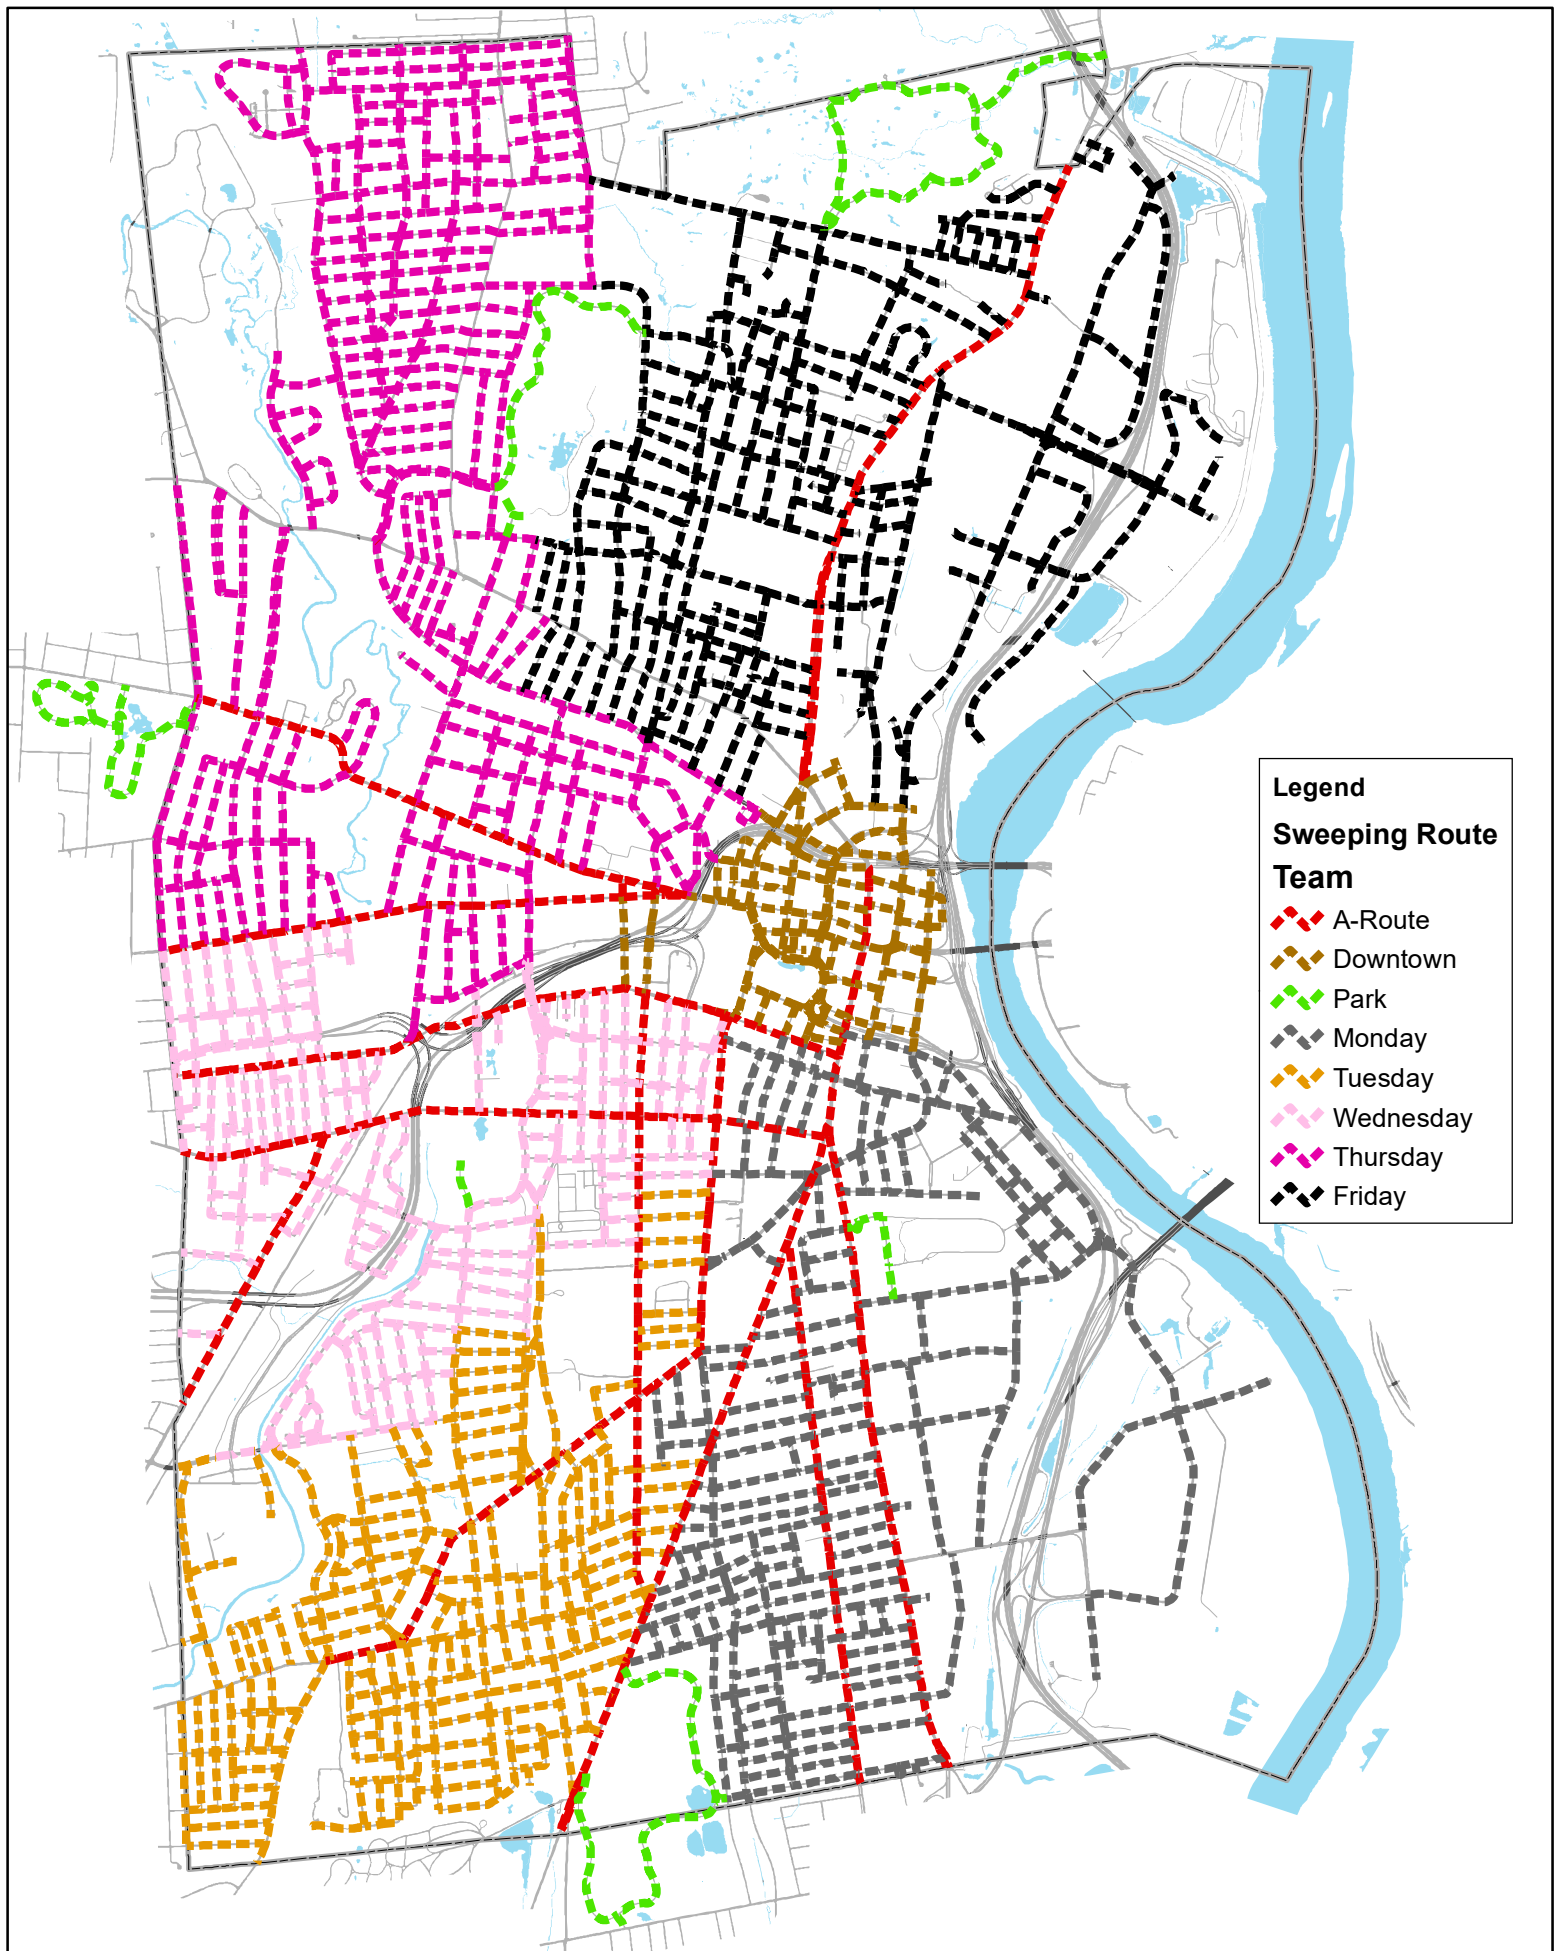 Legend
Sweeping Route
Team
A-Route
Downtown
Park
Monday
Tuesday
Wednesday
Thursday
Friday